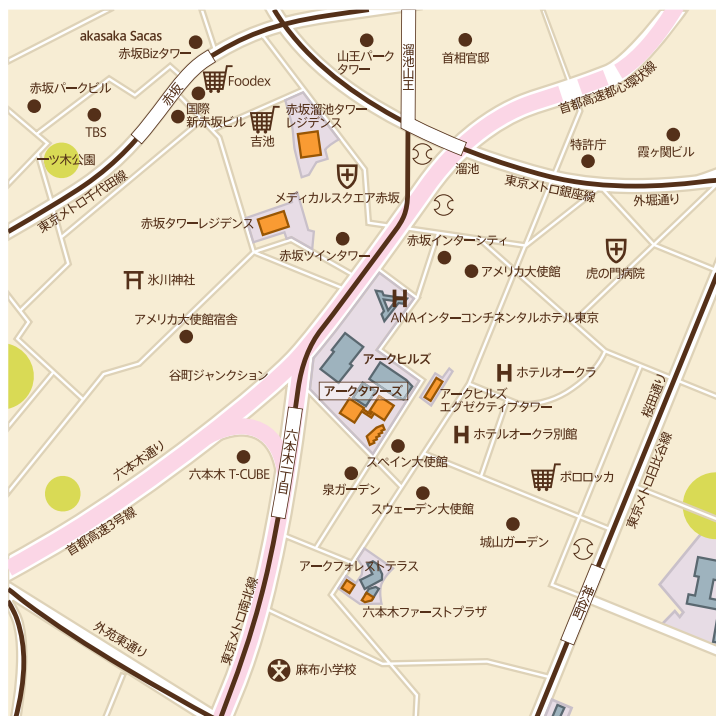 akasaka Sacas
赤坂Bizタワー
山王パーク
タワー
溜池山王
首相官邸
赤坂パークビル
赤坂
Foodex
首都高速都心環状線
TBS
国際
新赤坂ビル
吉池
赤坂溜池タワー
レジデンス
特許庁
霞ヶ関ビル
一ツ木公園
溜池
東京メトロ千代田線
メディカルスクエア赤坂
東京メトロ銀座線
外堀通り
赤坂タワーレジデンス
赤坂ツインタワー
赤坂インターシティ
アメリカ大使館
虎の門病院
氷川神社
アメリカ大使館宿舎
ANAインターコンチネンタルホテル東京
谷町ジャンクション
アークヒルズ
ホテルオークラ
アークタワーズ
アークヒルズ
エグゼクティブタワー
桜田通り
六本木一丁目
ホテルオークラ別館
東京メトロ日比谷線
六本木通り
六本木 T-CUBE
スペイン大使館
泉ガーデン
ポロロッカ
スウェーデン大使館
首都高速3号線
城山ガーデン
アークフォレストテラス
神谷町
東京メトロ南北線
六本木ファーストプラザ
外苑東通り
麻布小学校